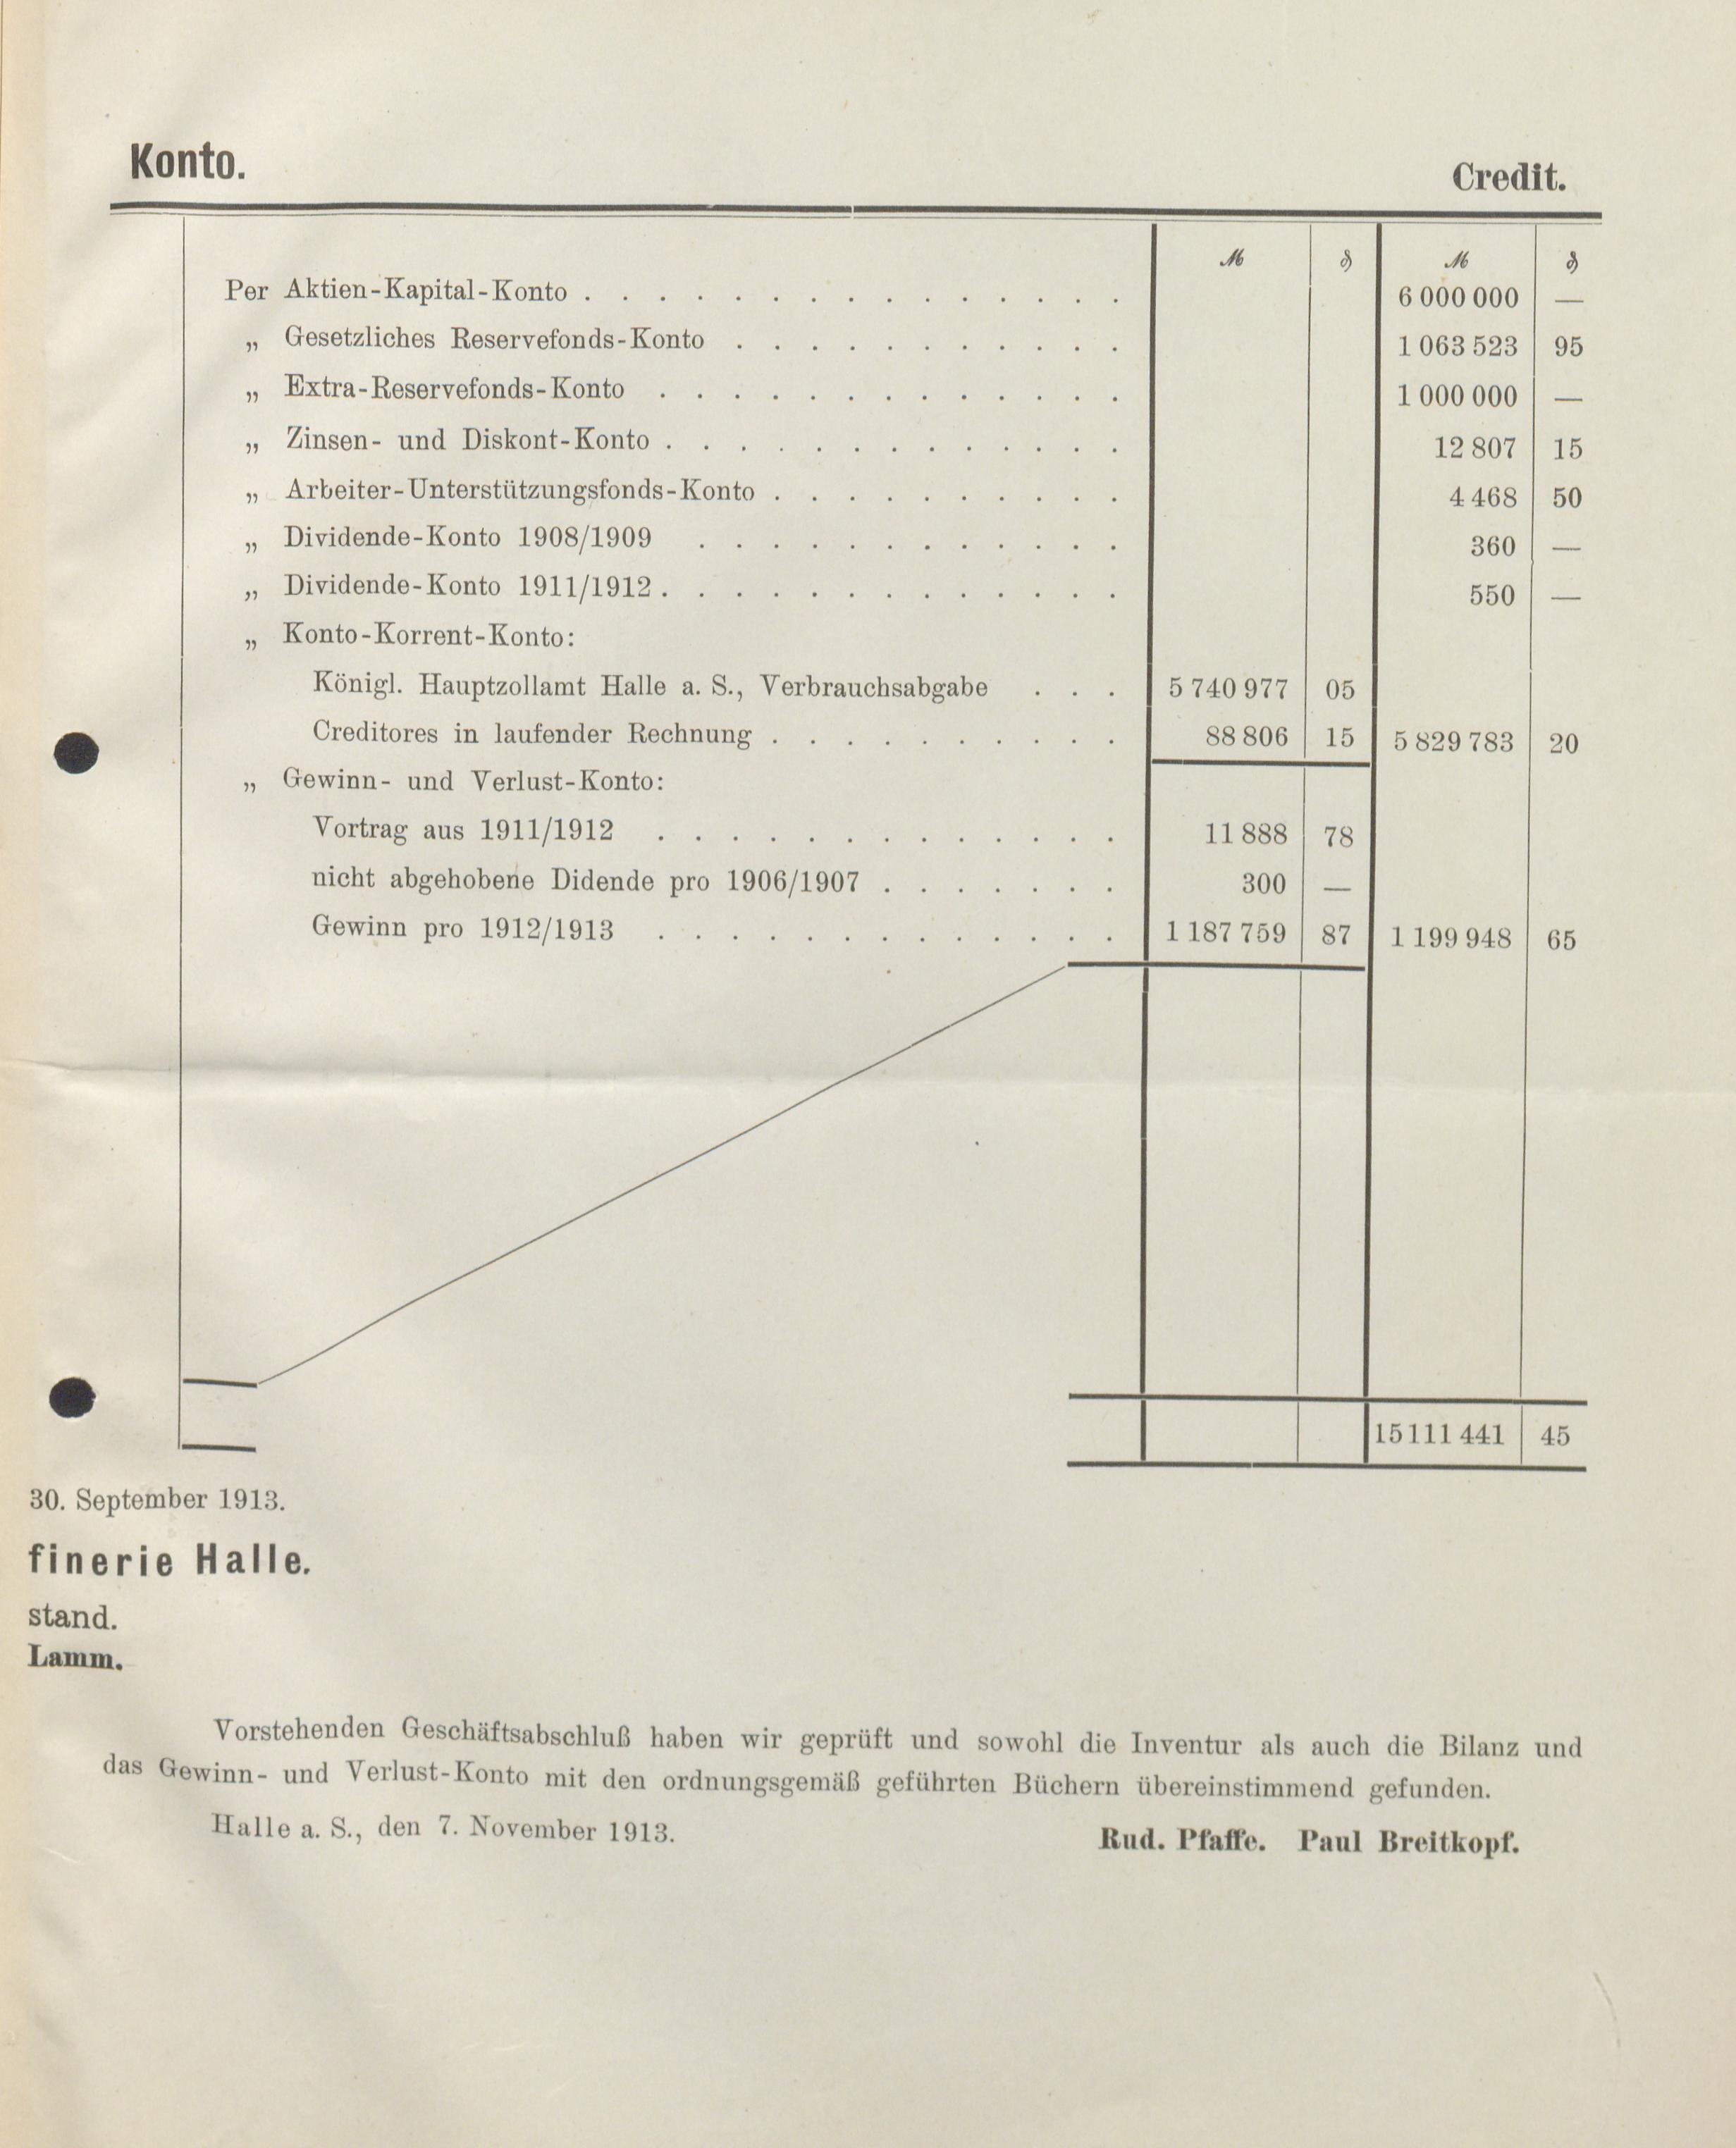 Konto.
Credit.
ℳ ₰ ℳ ₰
Per Aktien-Kapital-Konto . . . . . . . . . . . . . . . 6 000 000 —
„ Gesetzliches Reservefonds-Konto . . . . . . . . . . . 1 063 523 95
„ Extra-Reservefonds-Konto . . . . . . . . . . . . . 1 000 000 —
„ Zinsen- und Diskont-Konto . . . . . . . . . . . . . 12 807 15
„ Arbeiter-Unterstützungsfonds-Konto . . . . . . . . . . 4 468 50
„ Dividende-Konto 1908/1909 . . . . . . . . . . . . 360 —
„ Dividende-Konto 1911/1912 . . . . . . . . . . . . . 550 —
„ Konto-Korrent-Konto:
Königl. Hauptzollamt Halle a. S., Verbrauchsabgabe . . . 5 740 977 05
Creditores in laufender Rechnung . . . . . . . . . . 88 806 15 5 829 783 20
„ Gewinn- und Verlust-Konto:
Vortrag aus 1911/1912 . . . . . . . . . . . . . 11 888 78
nicht abgehobene Didende pro 1906/1907 . . . . . . . 300 —
Gewinn pro 1912/1913 . . . . . . . . . . . . . 1 187 759 87 1 199 948 65
15 111 441 45
30. September 1913.
finerie Halle.
stand.
Lamm.
Vorstehenden Geschäftsabschluß haben wir geprüft und sowohl die Inventur als auch die Bilanz und
das Gewinn- und Verlust-Konto mit den ordnungsgemäß geführten Büchern übereinstimmend gefunden.
Halle a. S., den 7. November 1913.
Rud. Pfaffe. Paul Breitkopf.